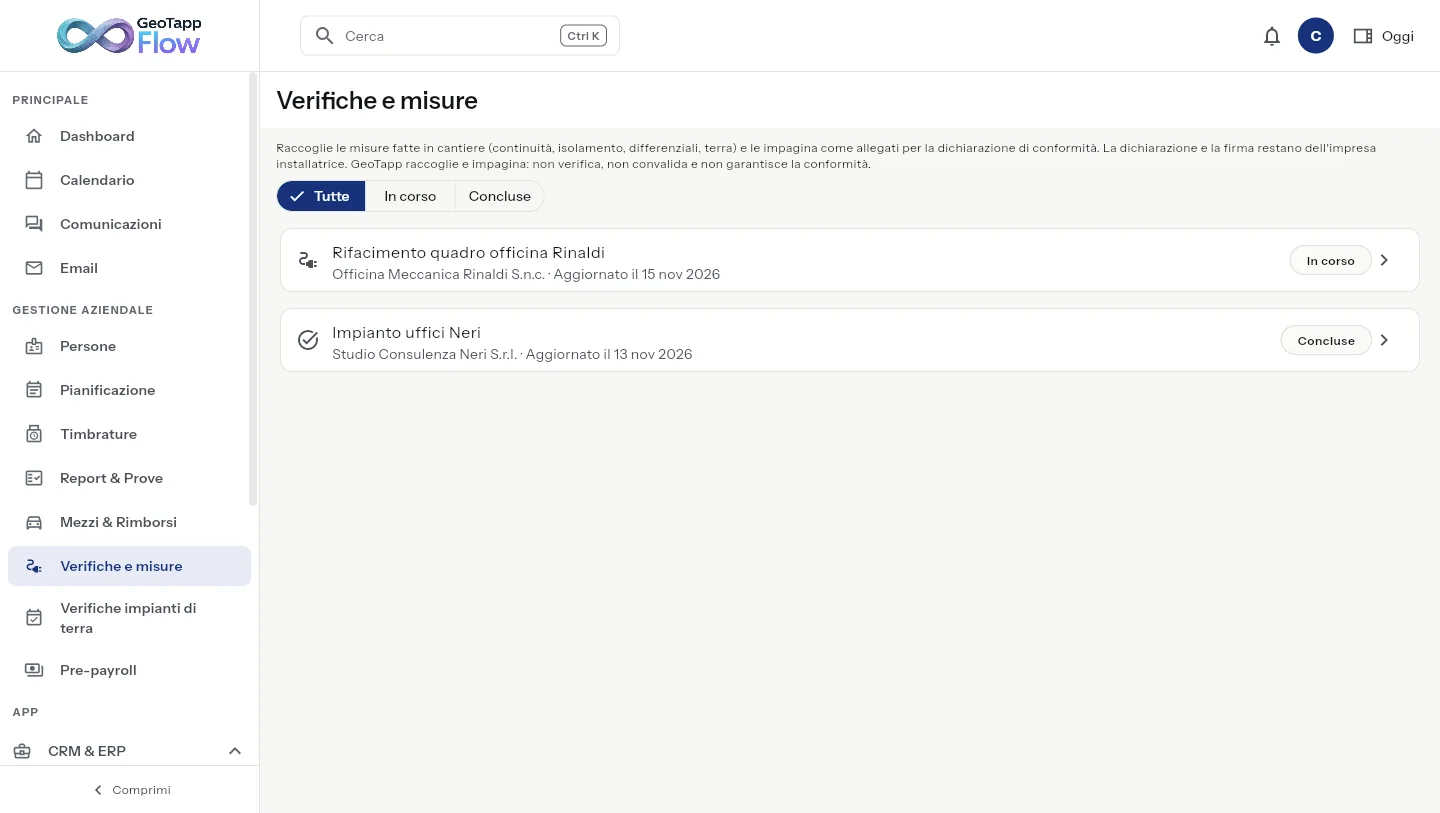 GeoTapp
Flow
Cerca
Ctrl K
C
Oggi
PRINCIPALE
Dashboard
Calendario
Comunicazioni
Email
GESTIONE AZIENDALE
Persone
Pianificazione
Timbrature
Report & Prove
Mezzi & Rimborsi
Verifiche e misure
Verifiche impianti di
terra
Pre-payroll
APP
CRM & ERP
Comprimi
Verifiche e misure
Raccoglie le misure fatte in cantiere (continuità, isolamento, differenziali, terra) e le impagina come allegati per la dichiarazione di conformità. La dichiarazione e la firma restano dell'impresa
installatrice. GeoTapp raccoglie e impagina: non verifica, non convalida e non garantisce la conformità.
Tutte
In corso
Concluse
Rifacimento quadro officina Rinaldi
Officina Meccanica Rinaldi S.n.c. · Aggiornato il 15 nov 2026
In corso
Impianto uffici Neri
Studio Consulenza Neri S.r.l. · Aggiornato il 13 nov 2026
Concluse